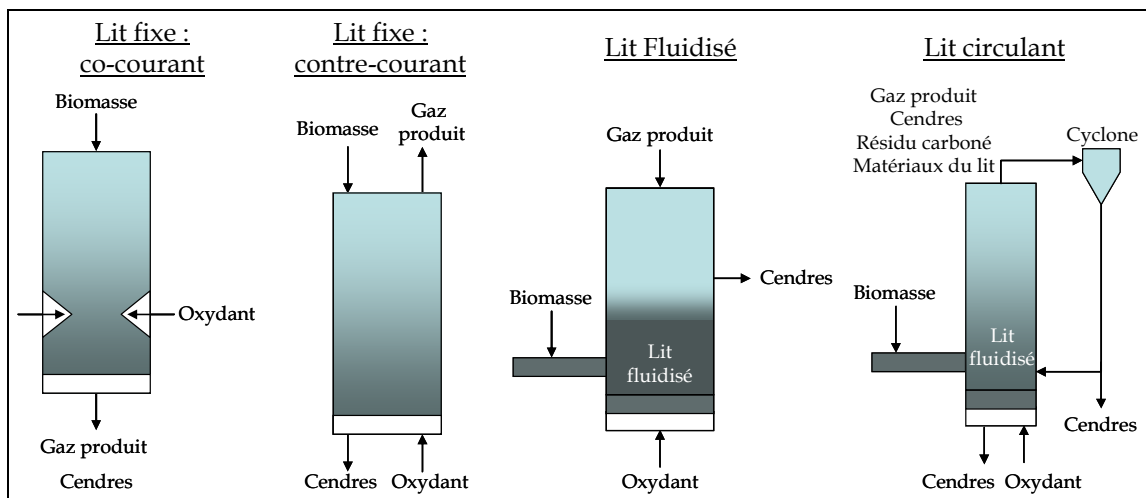 Lit fixe :
co-courant
Biomasse
Oxydant
Gaz produit
Cendres
Lit fixe :
contre-courant
Biomasse
Gaz
produit
Cendres
Oxydant
Lit Fluidisé
Gaz produit
Cendres
Biomasse
Lit
fluidisé
Oxydant
Lit circulant
Gaz produit
Cendres
Résidu carboné
Matériaux du lit
Cyclone
Biomasse
Lit
fluidisé
Cendres
Cendres
Oxydant